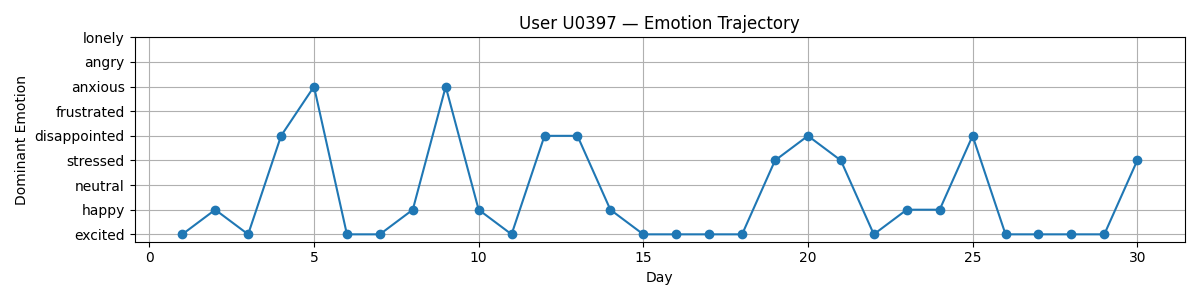 User U0397 — Emotion Trajectory
Dominant Emotion
lonely
angry
anxious
frustrated
disappointed
stressed
neutral
happy
excited
0 5 10 15 20 25 30
Day